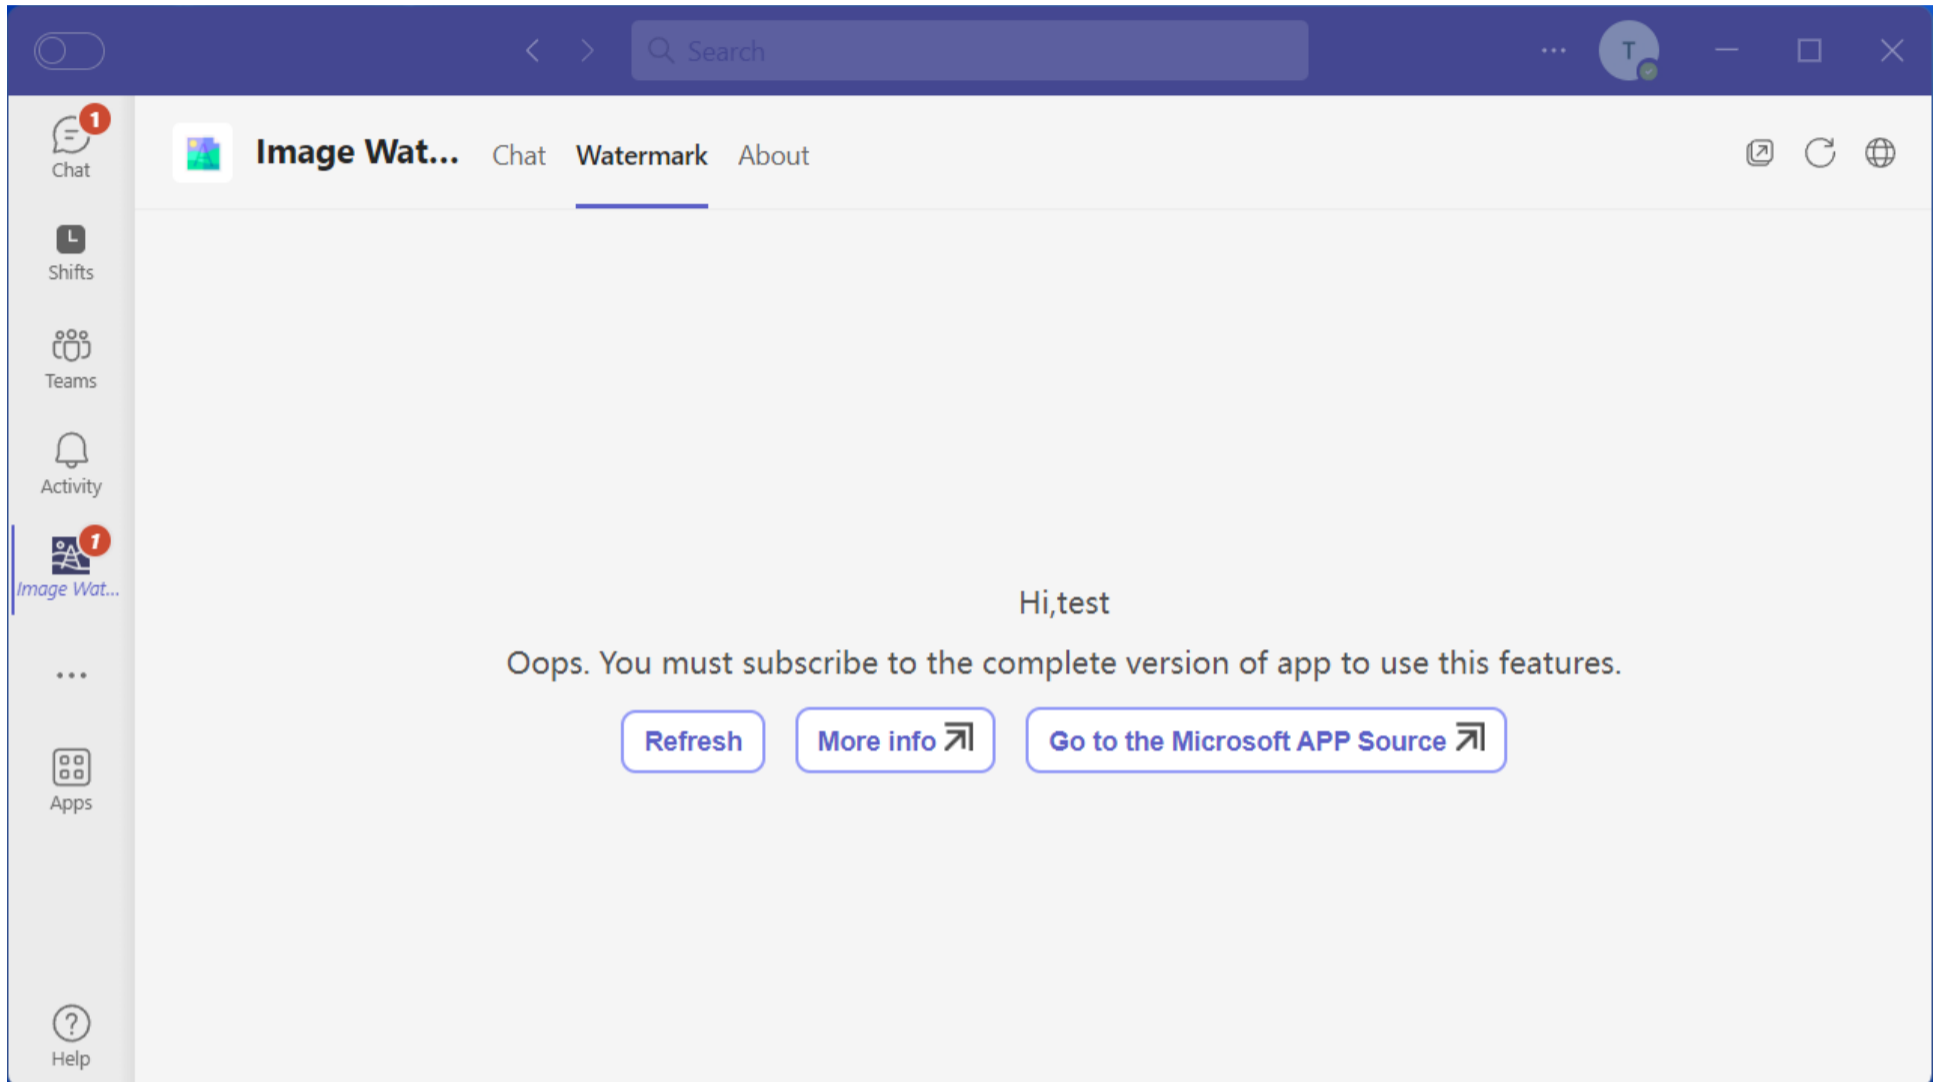 Search
T
1
Chat
Shifts
Teams
Activity
1
Image Wat...
Apps
Help
Image Wat... Chat Watermark About
Hi,test
Oops. You must subscribe to the complete version of app to use this features.
Refresh More info Go to the Microsoft APP Source